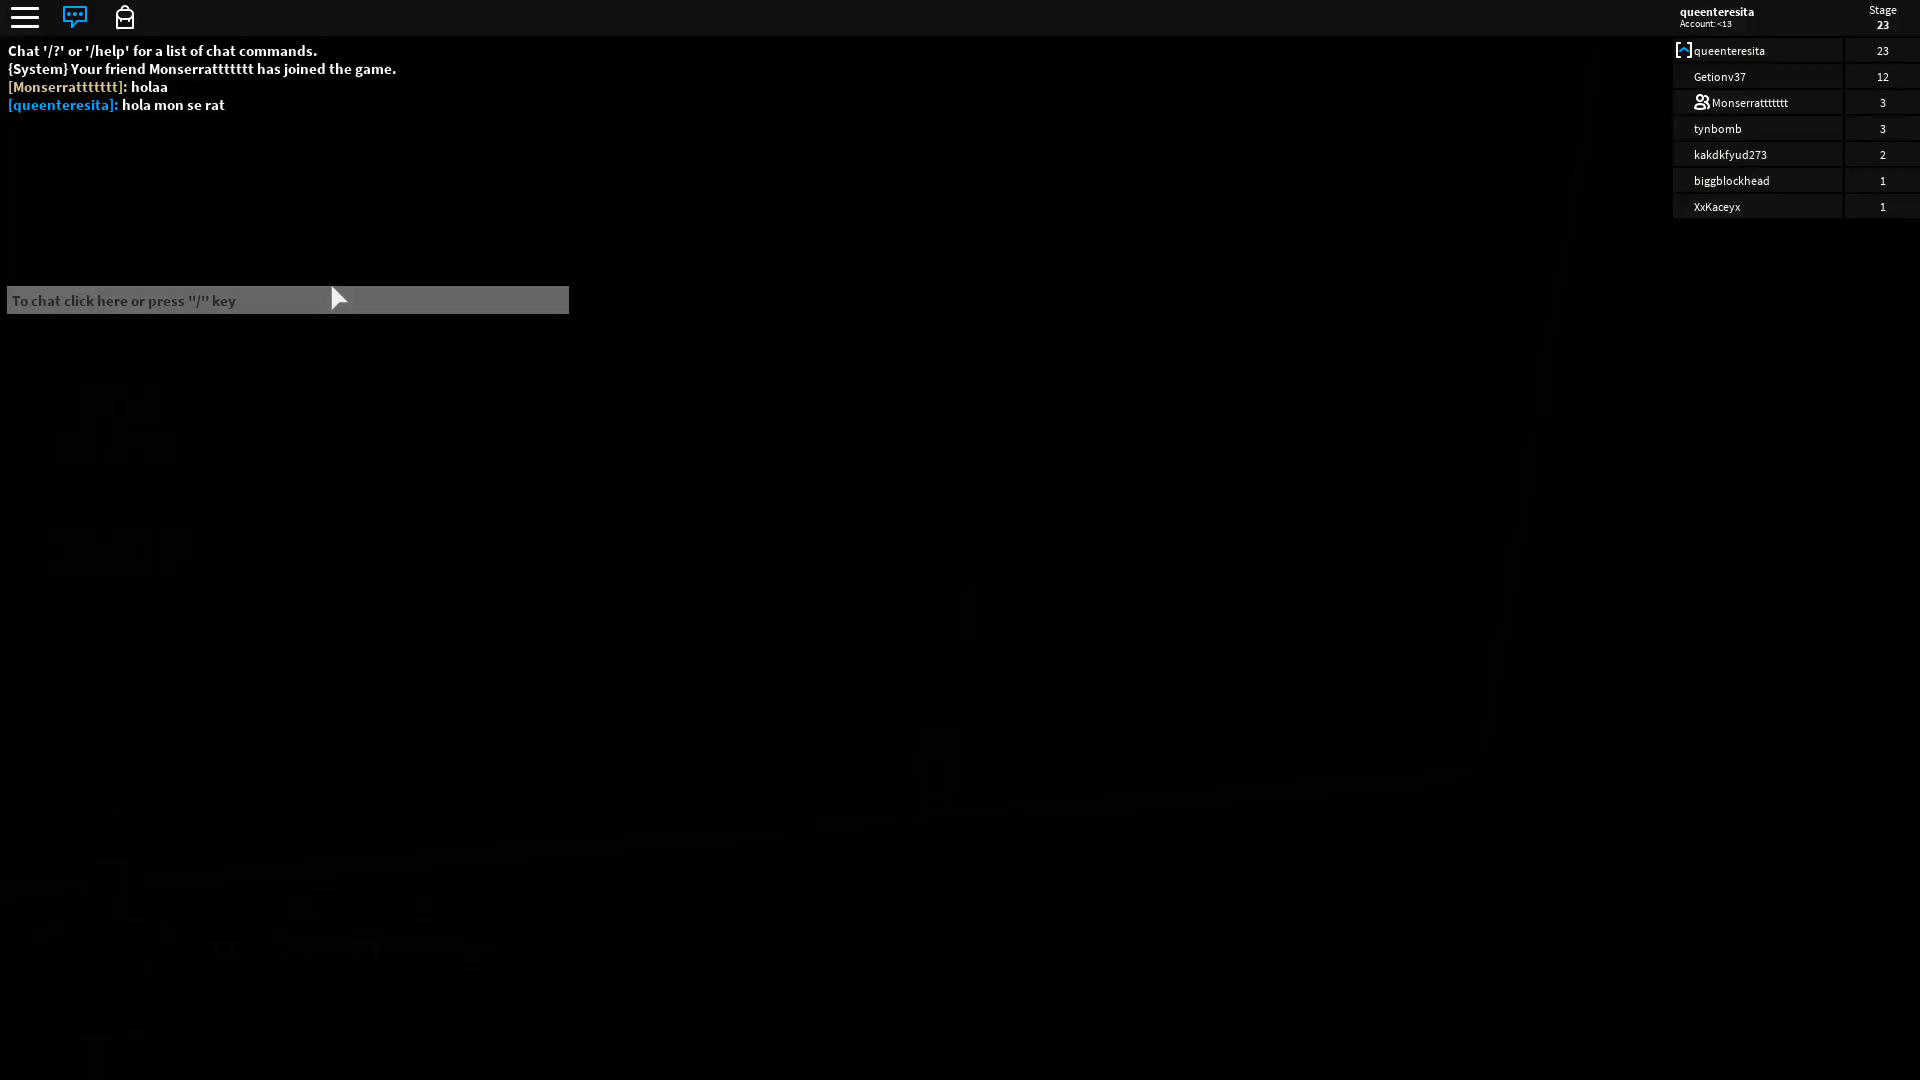 queenteresita
Account: <13
Stage
23
Chat '/?' or '/help' for a list of chat commands.
{System} Your friend Monserrattttttt has joined the game.
[Monserrattttttt]: holaa
[queenteresita]: hola mon se rat
To chat click here or press "/" key
queenteresita 23
Getionv37 12
Monserrattttttt 3
tynbomb 3
kakdkfyud273 2
biggblockhead 1
XxKaceyx 1